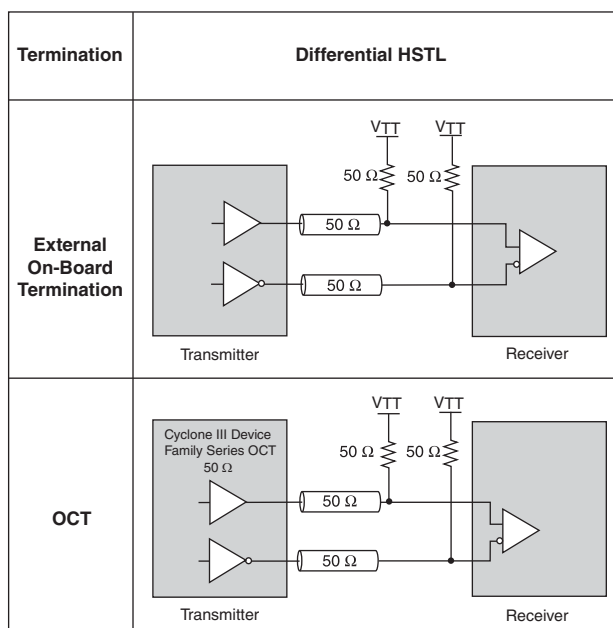 Termination
Differential HSTL
External
On-Board
Termination
VTT VTT
50 Ω 50 Ω
50 Ω
50 Ω
Transmitter
Receiver
OCT
Cyclone III Device
Family Series OCT
50 Ω
VTT VTT
50 Ω 50 Ω
50 Ω
50 Ω
Transmitter
Receiver